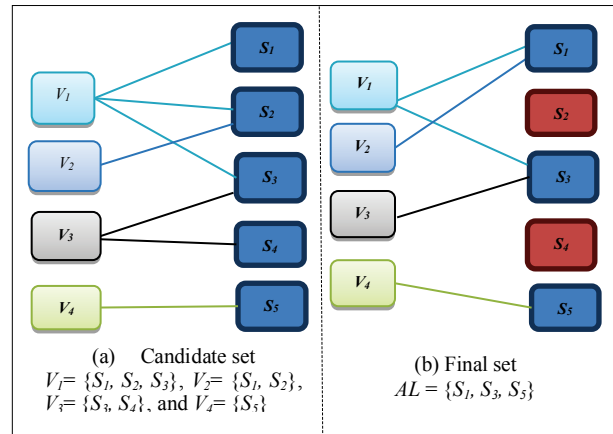 V1
V2
V3
V4
S1
S2
S3
S4
S5
(a) Candidate set
V1= {S1, S2, S3}, V2= {S1, S2},
V3= {S3, S4}, and V4= {S5}
V1
V2
V3
V4
S1
S2
S3
S4
S5
(b) Final set
AL = {S1, S3, S5}